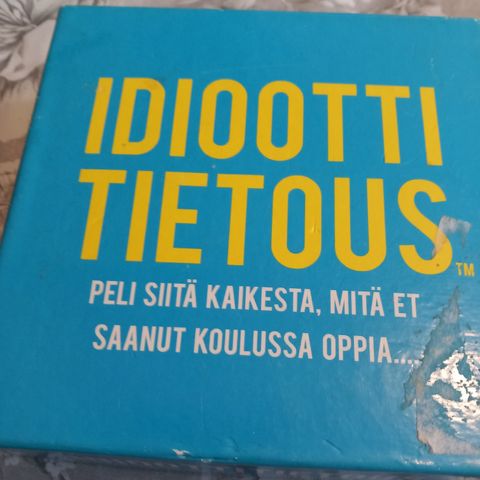 IDIOOTTI
TIETOUS™
PELI SIITÄ KAIKESTA, MITÄ ET
SAANUT KOULUSSA OPPIA....